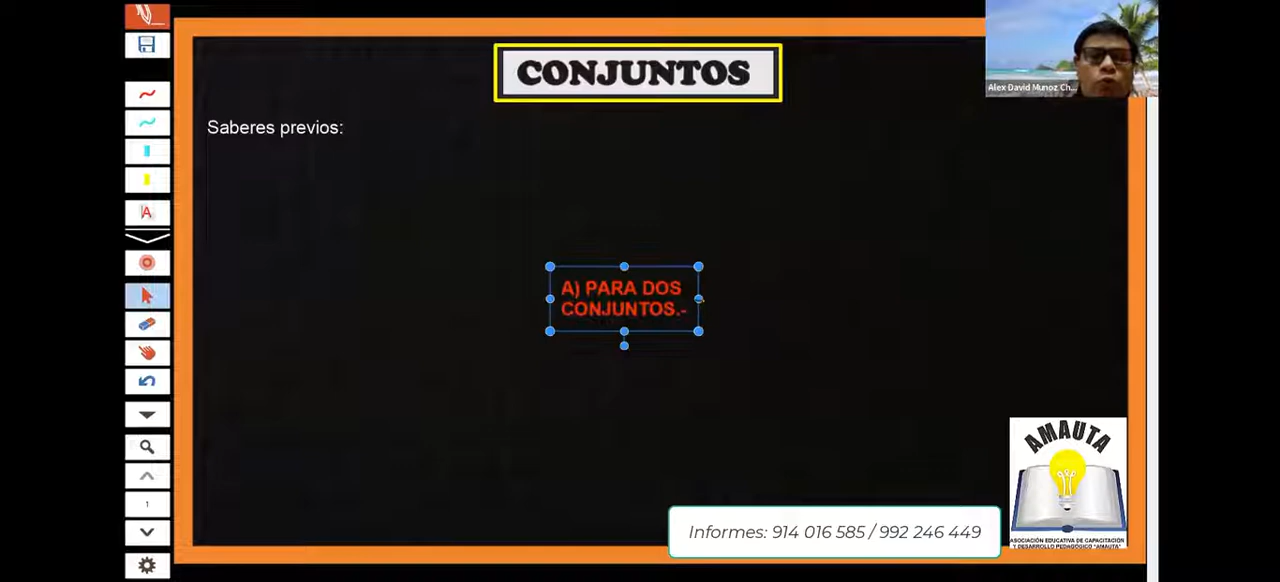 CONJUNTOS
Alex David Munoz Ch...
Saberes previos:
A) PARA DOS
CONJUNTOS.-
A
1
AMAUTA
ASOCIACIÓN EDUCATIVA DE CAPACITACIÓN
Y DESARROLLO PEDAGÓGICO "AMAUTA"
Informes: 914 016 585 / 992 246 449